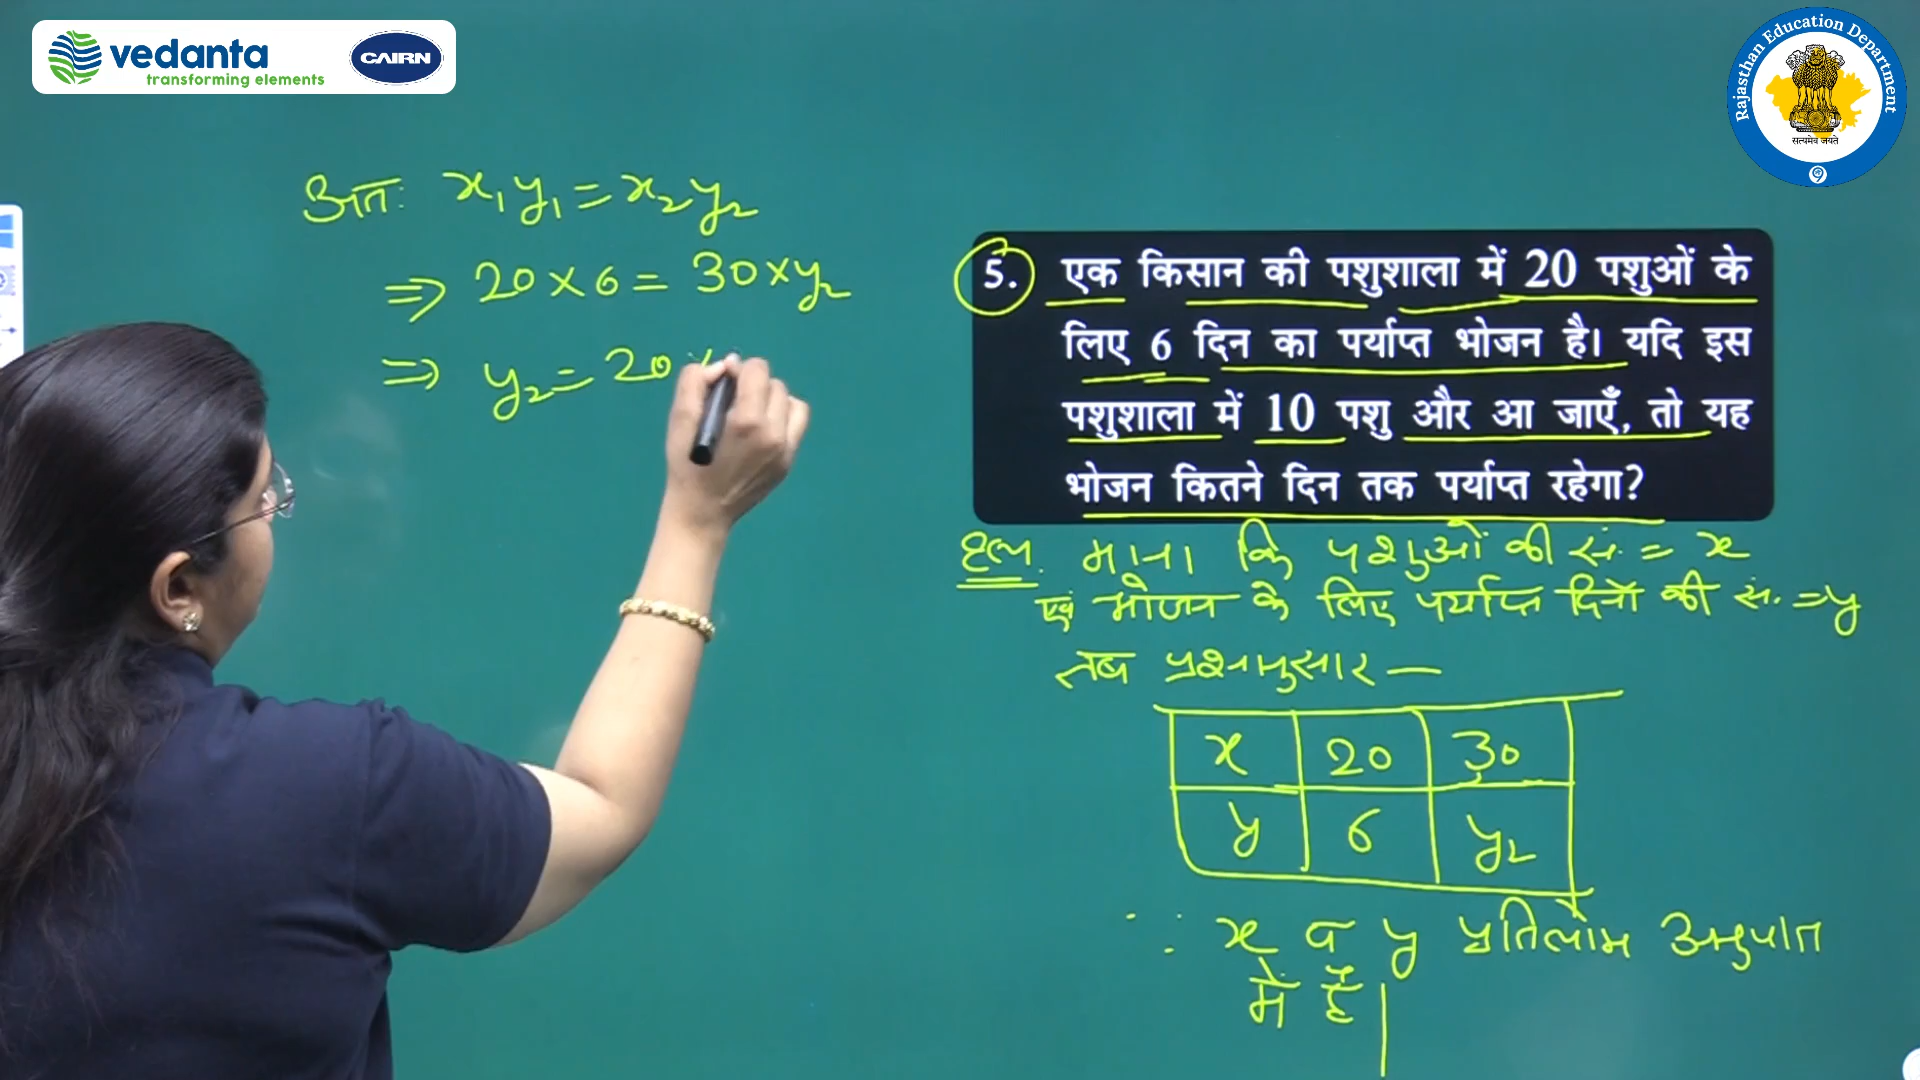 vedanta
transforming elements
CAIRN
Rajasthan Education Department
सत्यमेव जयते
अतः x₁y₁ = x₂y₂
⇒ 20 × 6 = 30 × y₂
⇒ y₂ = 20 ×
5. एक किसान की पशुशाला में 20 पशुओं के
लिए 6 दिन का पर्याप्त भोजन है। यदि इस
पशुशाला में 10 पशु और आ जाएँ, तो यह
भोजन कितने दिन तक पर्याप्त रहेगा?
हल. माना कि पशुओं की सं. = x
एवं भोजन के लिए पर्याप्त दिनों की सं. = y
तब प्रश्नानुसार —
x 20 30
y 6 y₂
∵ x व y प्रतिलोम अनुपात
में हैं|